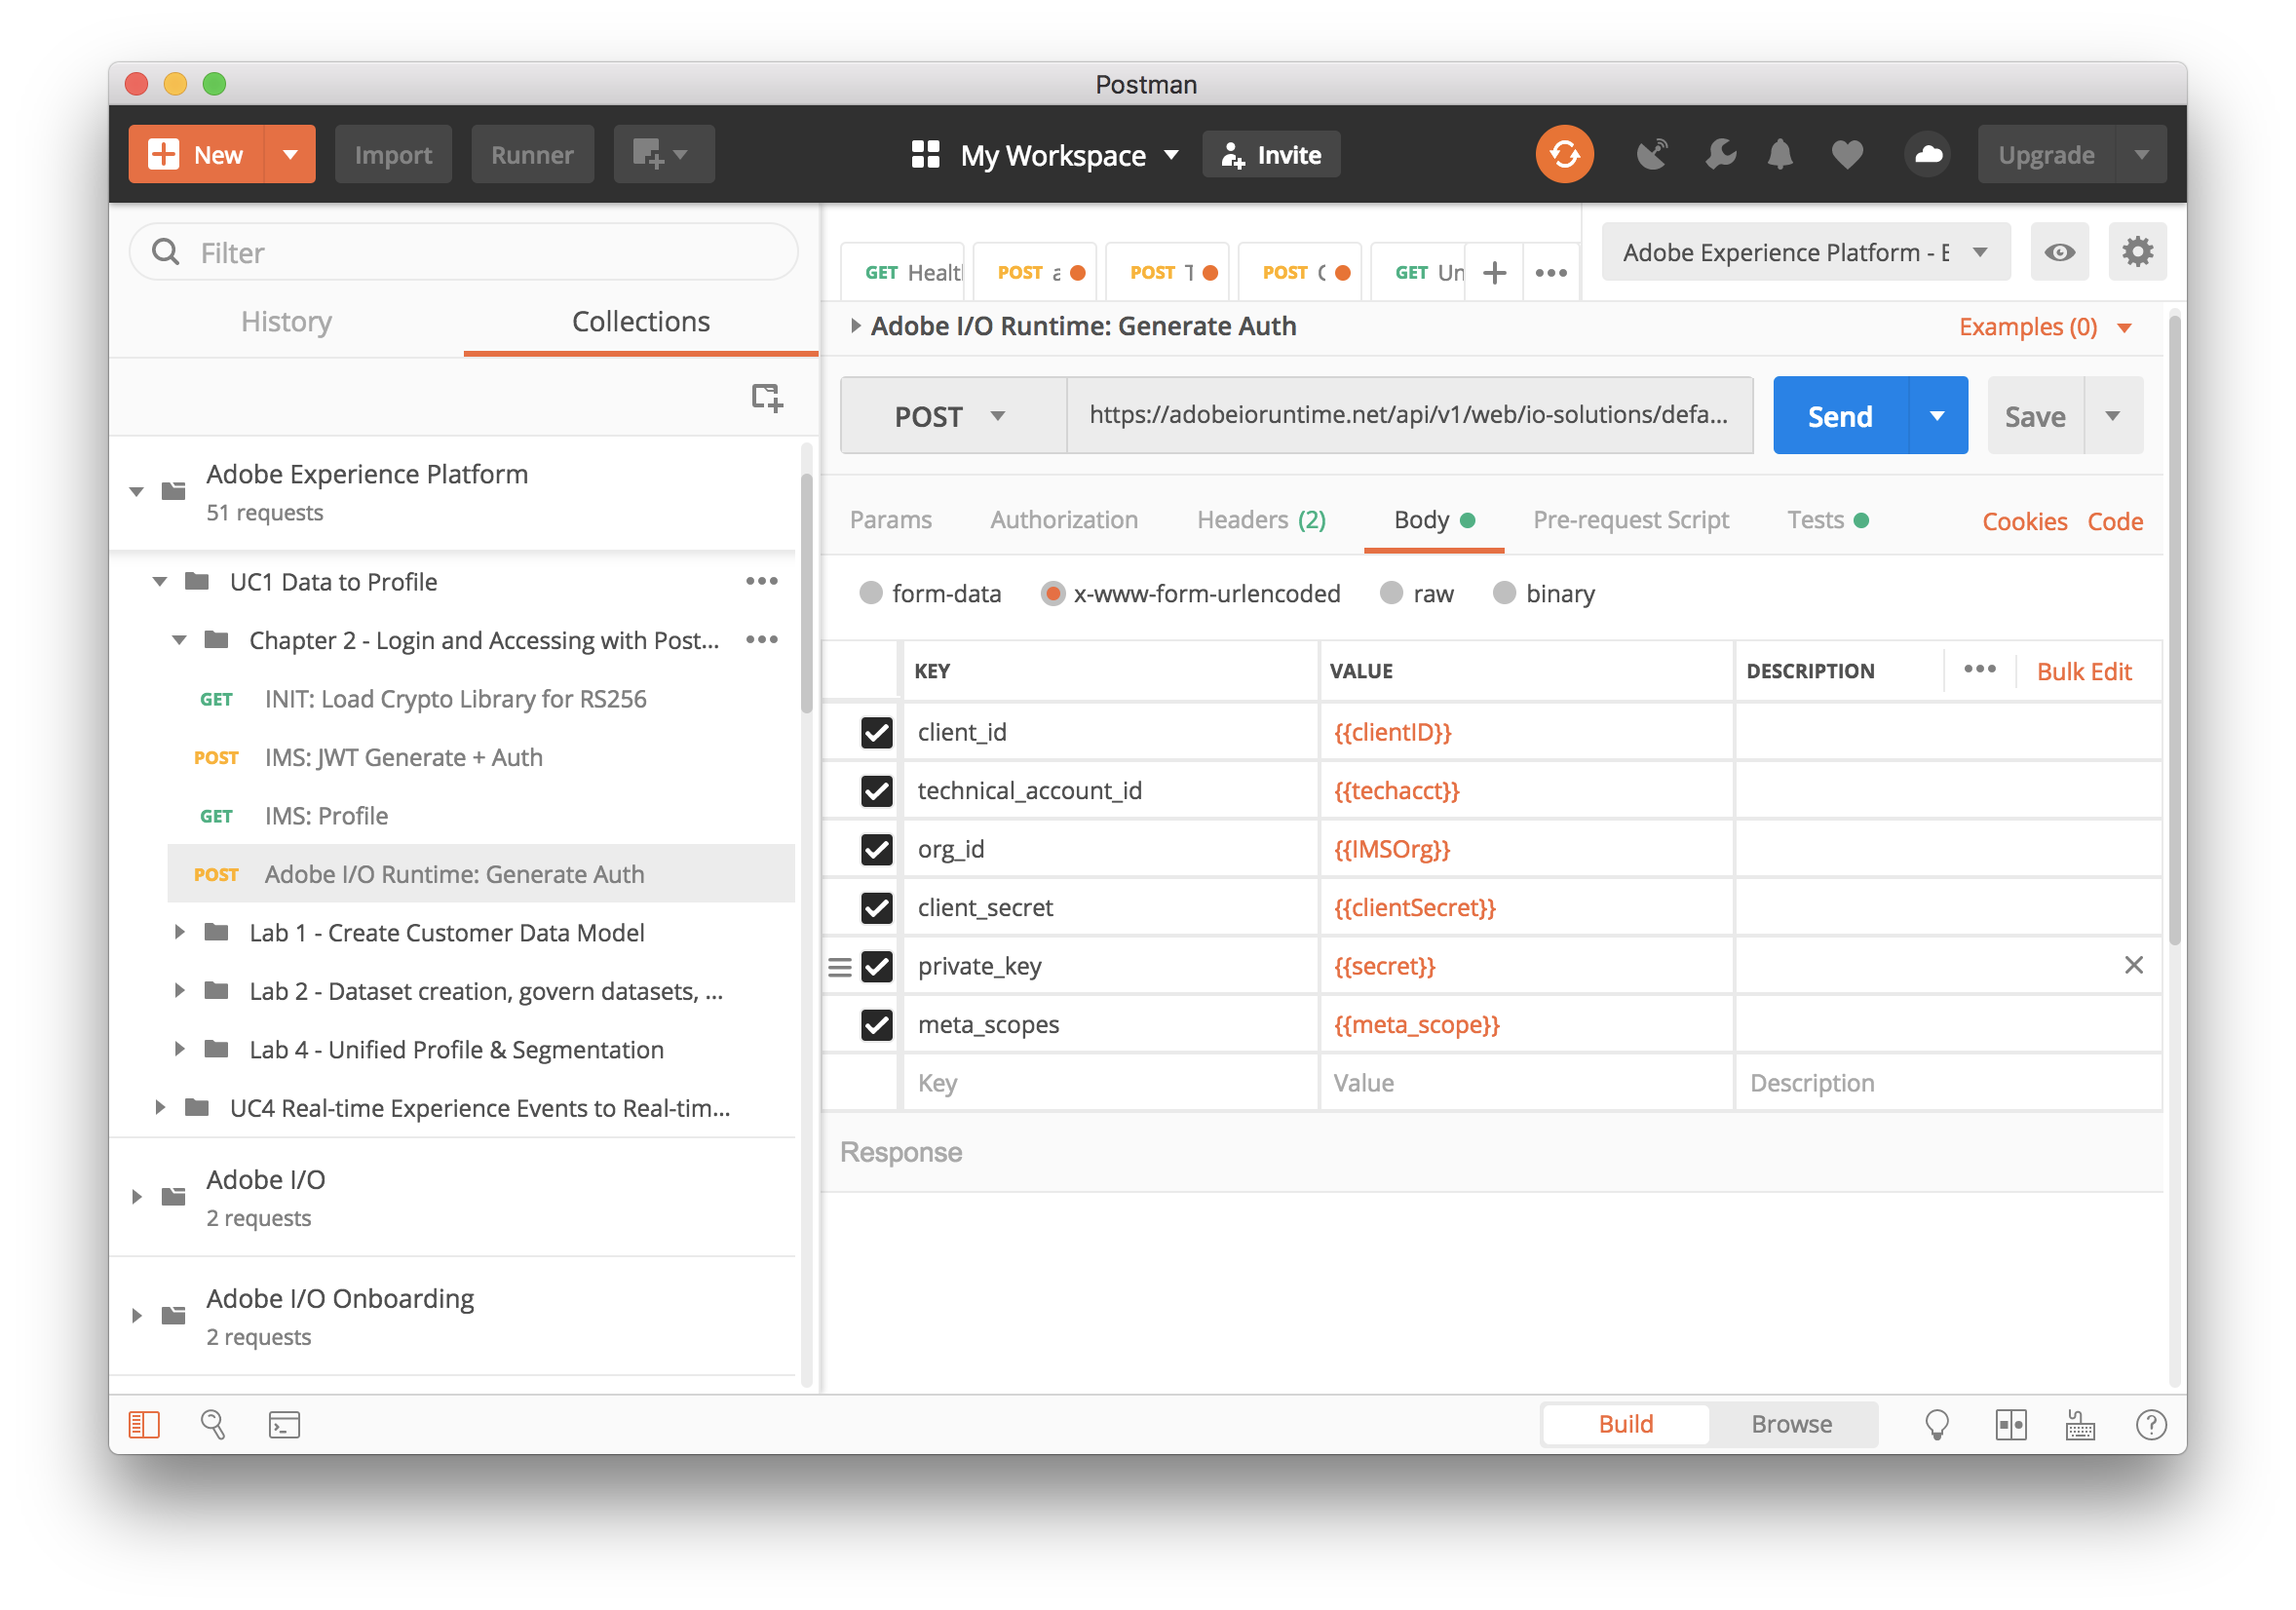 Postman
New
Import
Runner
My Workspace
Invite
Upgrade
Filter
History
Collections
Adobe Experience Platform
51 requests
UC1 Data to Profile
Chapter 2 - Login and Accessing with Post...
GET INIT: Load Crypto Library for RS256
POST IMS: JWT Generate + Auth
GET IMS: Profile
POST Adobe I/O Runtime: Generate Auth
Lab 1 - Create Customer Data Model
Lab 2 - Dataset creation, govern datasets, ...
Lab 4 - Unified Profile & Segmentation
UC4 Real-time Experience Events to Real-tim...
Adobe I/O
2 requests
Adobe I/O Onboarding
2 requests
GET Healt
POST a
POST T
POST
GET Un
Adobe Experience Platform - E
Adobe I/O Runtime: Generate Auth
Examples (0)
POST
https://adobeioruntime.net/api/v1/web/io-solutions/defa...
Send
Save
Params
Authorization
Headers (2)
Body
Pre-request Script
Tests
Cookies
Code
form-data
x-www-form-urlencoded
raw
binary
KEY VALUE DESCRIPTION
Bulk Edit
client_id {{clientID}}
technical_account_id {{techacct}}
org_id {{IMSOrg}}
client_secret {{clientSecret}}
private_key {{secret}}
meta_scopes {{meta_scope}}
Key Value Description
Response
Build
Browse